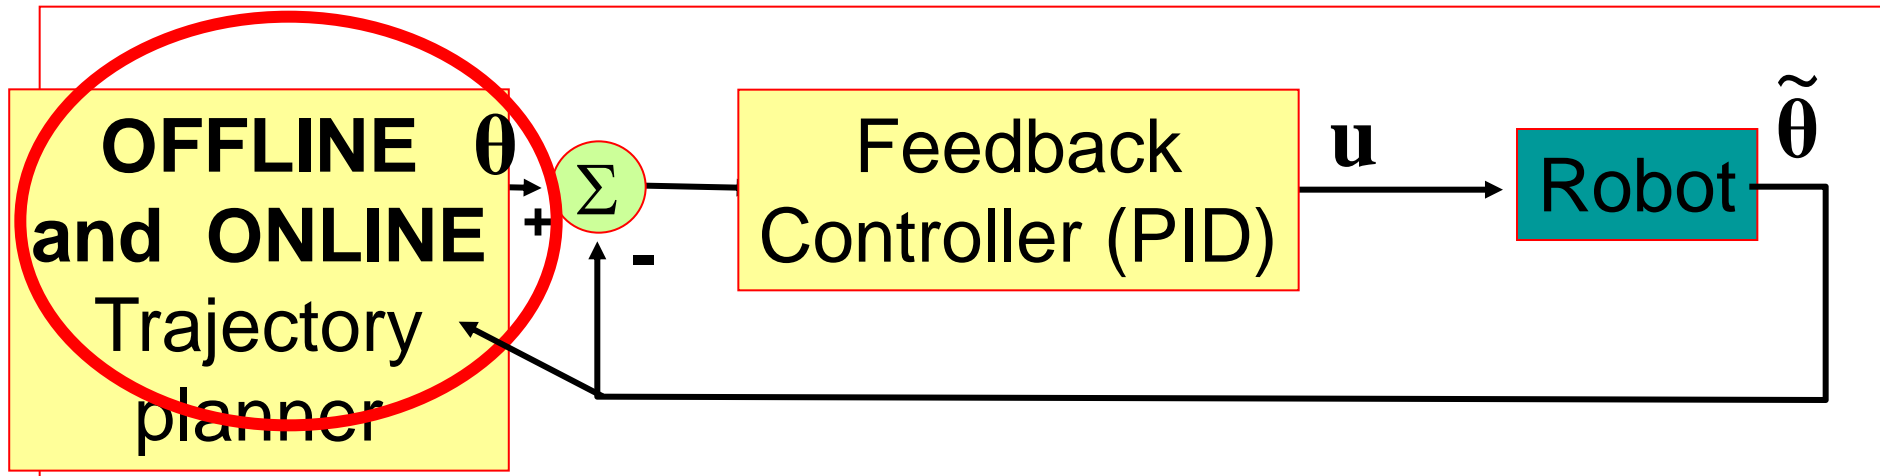 OFFLINE
and ONLINE
Trajectory
planner
θ
+
Σ
-
Feedback
Controller (PID)
u
Robot
θ̃